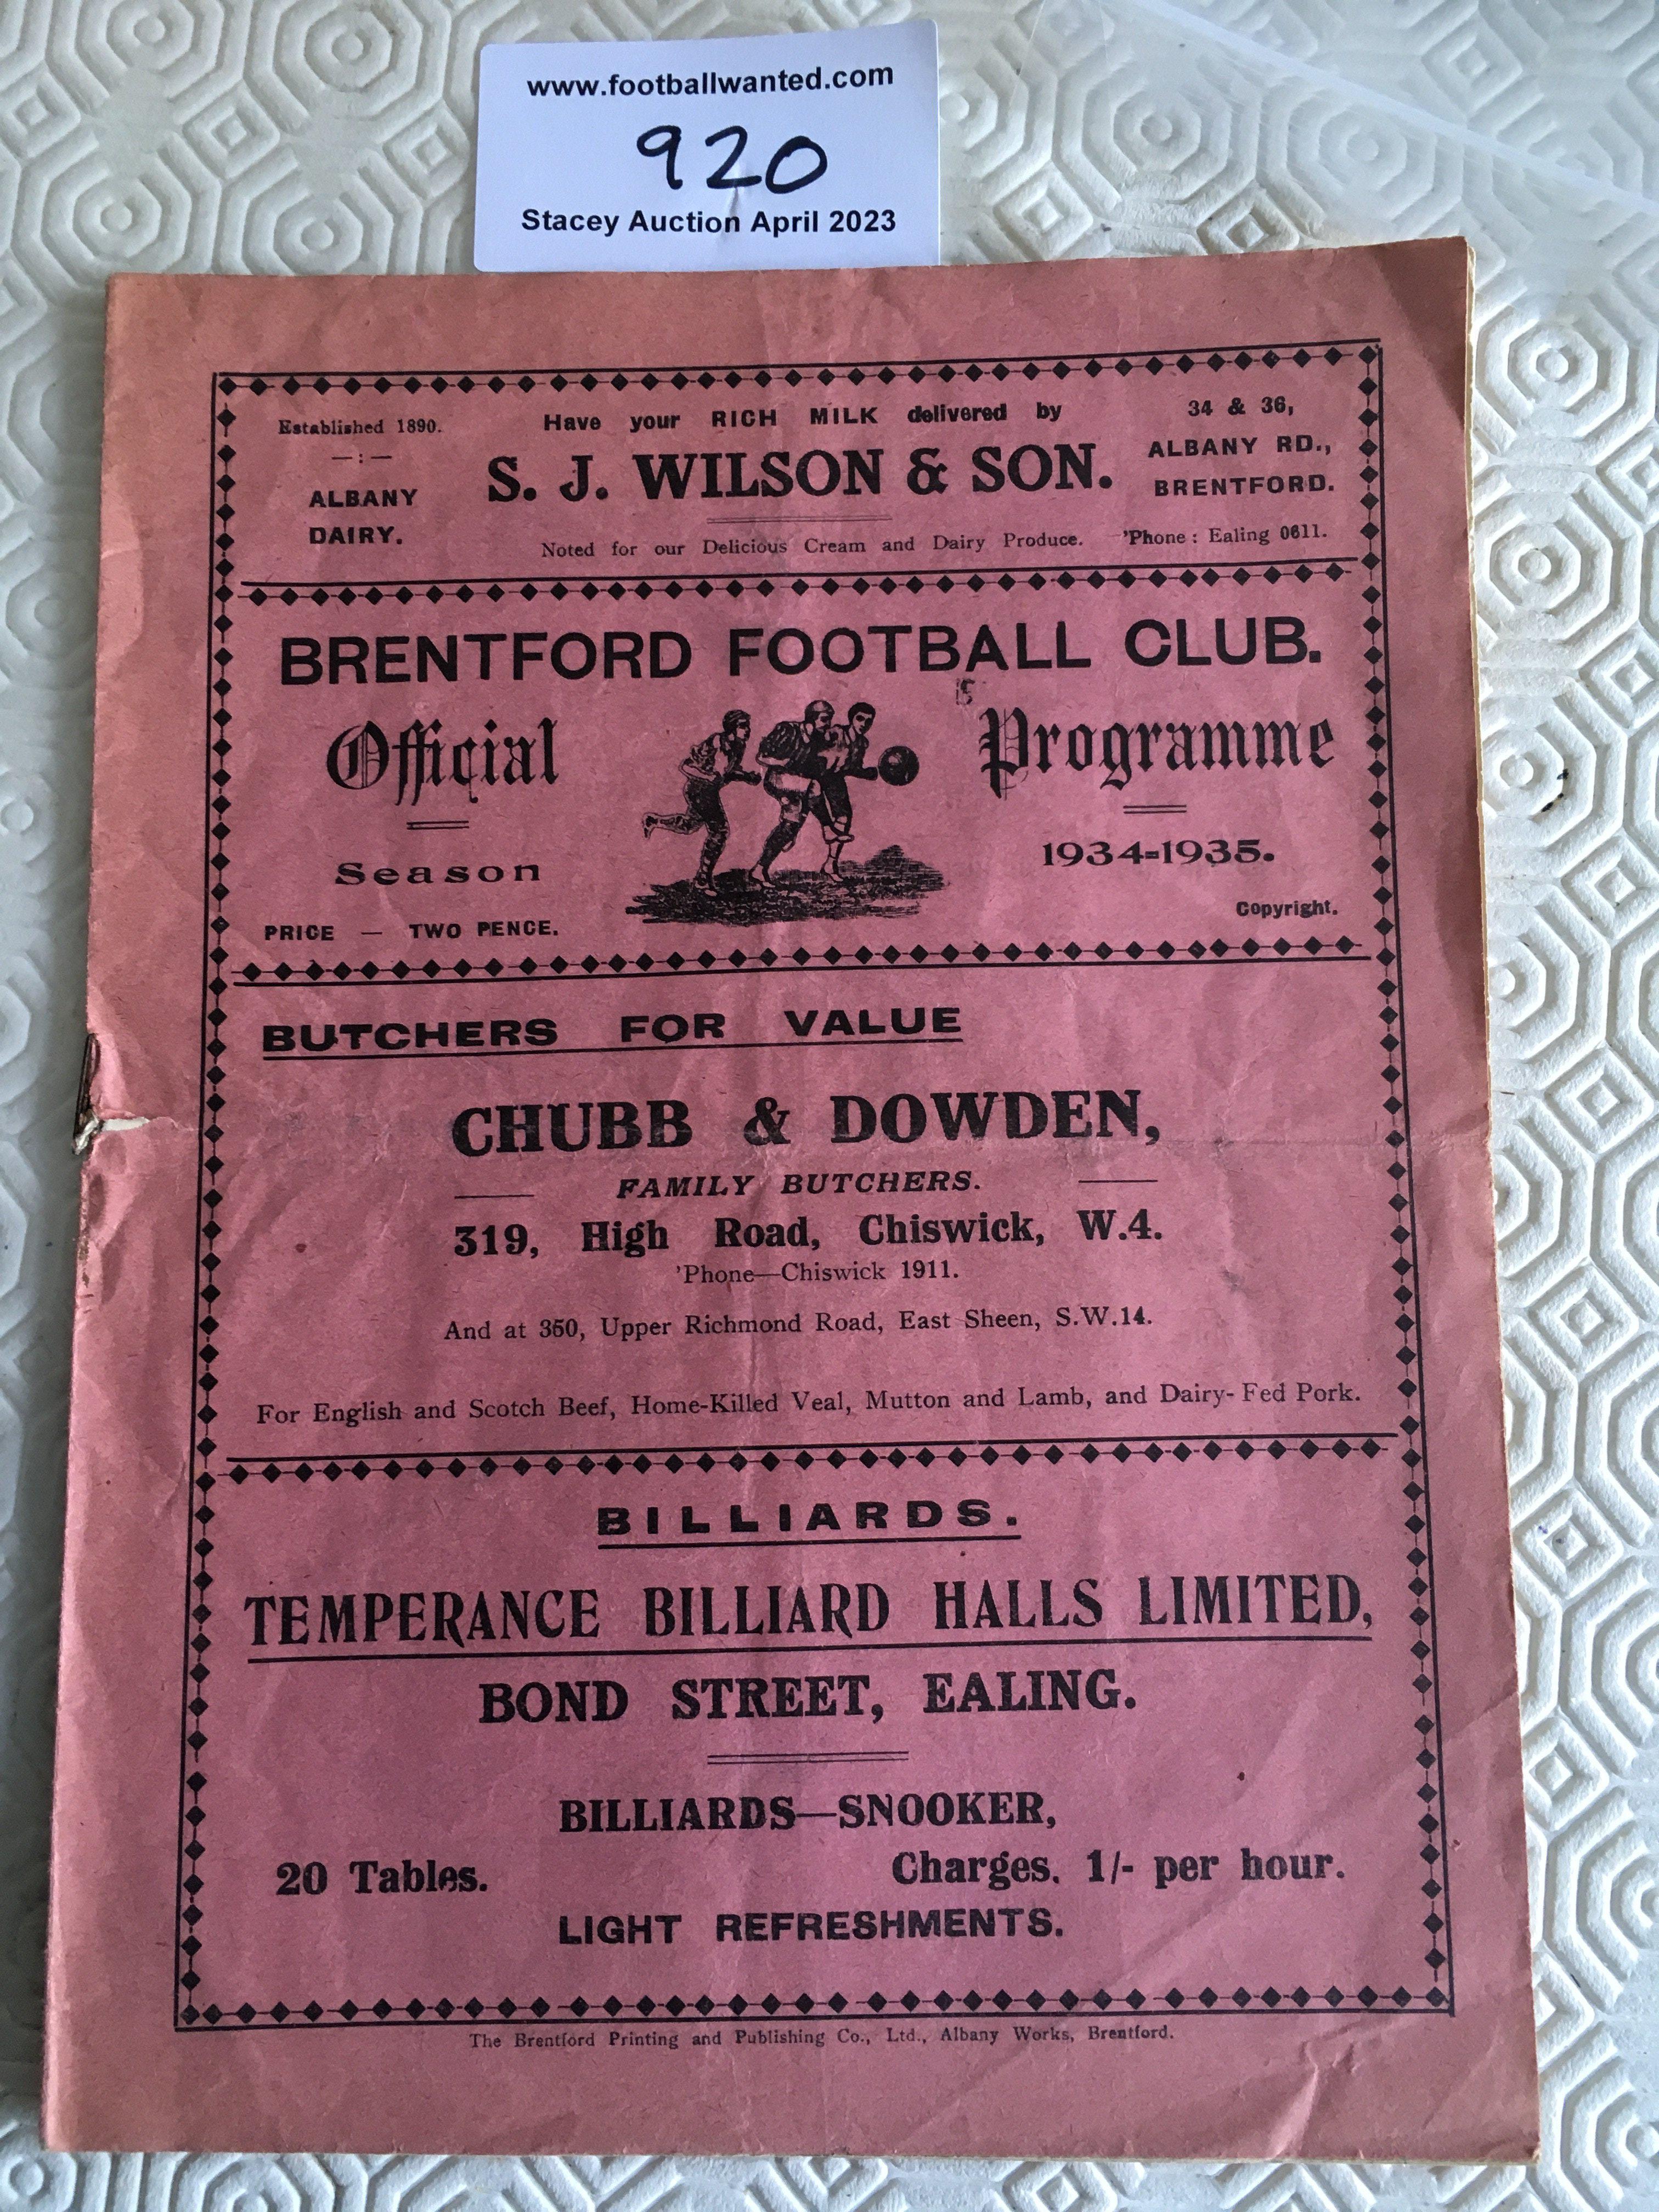 www.footballwanted.com
920
Stacey Auction April 2023
Established 1890.
—:—
ALBANY
DAIRY.
Have your RICH MILK delivered by
S. J. WILSON & SON.
Noted for our Delicious Cream and Dairy Produce.
34 & 36,
ALBANY RD.,
BRENTFORD.
'Phone: Ealing 0611.
BRENTFORD FOOTBALL CLUB.
Official Programme
Season 1934=1935.
PRICE — TWO PENCE. Copyright.
BUTCHERS FOR VALUE
CHUBB & DOWDEN,
FAMILY BUTCHERS.
319, High Road, Chiswick, W.4.
'Phone—Chiswick 1911.
And at 350, Upper Richmond Road, East Sheen, S.W.14.
For English and Scotch Beef, Home-Killed Veal, Mutton and Lamb, and Dairy-Fed Pork.
BILLIARDS.
TEMPERANCE BILLIARD HALLS LIMITED,
BOND STREET, EALING.
BILLIARDS—SNOOKER,
20 Tables. Charges. 1/- per hour.
LIGHT REFRESHMENTS.
The Brentford Printing and Publishing Co., Ltd., Albany Works, Brentford.